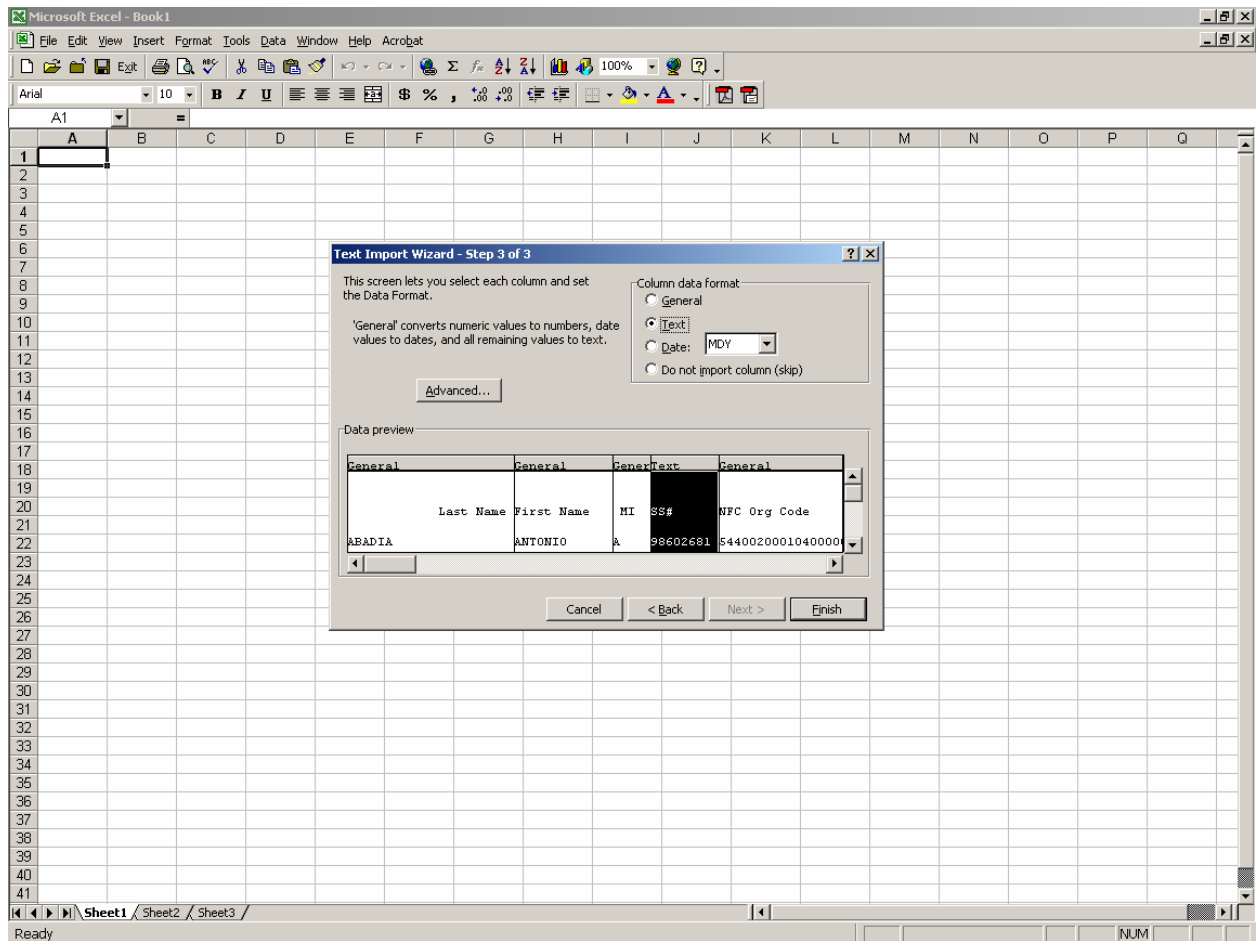 Microsoft Excel - Book1
File Edit View Insert Format Tools Data Window Help Acrobat
Exit 100%
Arial 10 B I U $ % ,
A1 =
A B C D E F G H I J K L M N O P Q
1
2
3
4
5
6
7
8
9
10
11
12
13
14
15
16
17
18
19
20
21
22
23
24
25
26
27
28
29
30
31
32
33
34
35
36
37
38
39
40
41
Text Import Wizard - Step 3 of 3
This screen lets you select each column and set
the Data Format.
'General' converts numeric values to numbers, date
values to dates, and all remaining values to text.
Advanced...
Column data format
General
Text
Date: MDY
Do not import column (skip)
Data preview
General General Gener Text General
Last Name First Name MI SS# NFC Org Code
ABADIA ANTONIO A 98602681 5440020001040000
Cancel < Back Next > Finish
Sheet1 Sheet2 Sheet3
Ready NUM